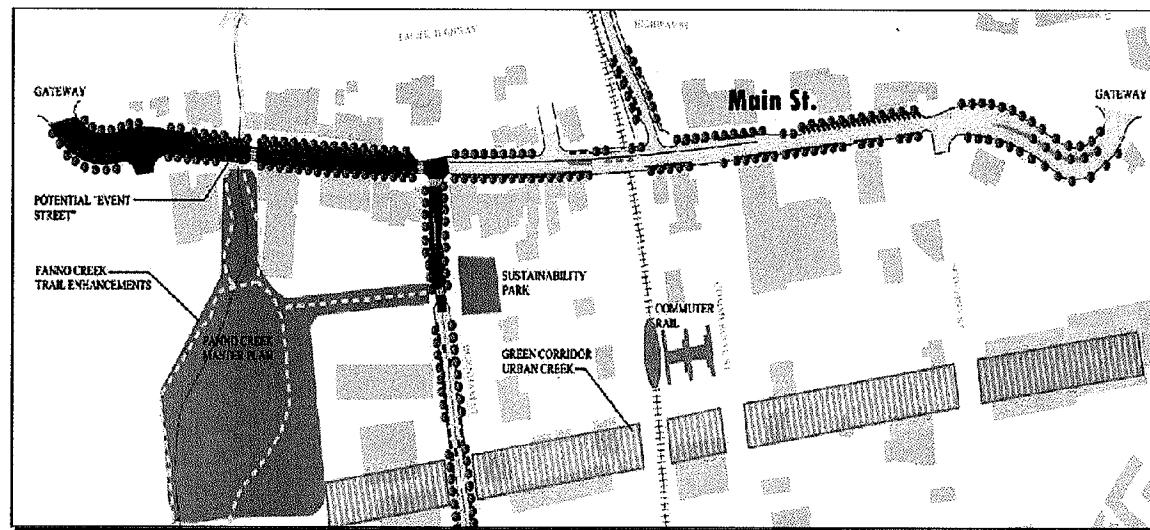 HIGHWAY
Main St.
GATEWAY
GATEWAY
POTENTIAL "EVENT
STREET"
FANNO CREEK
TRAIL ENHANCEMENTS
FANNO CREEK
MASTER PLAN
SUSTAINABILITY
PARK
COMMUTER
RAIL
GREEN CORRIDOR
URBAN CREEK